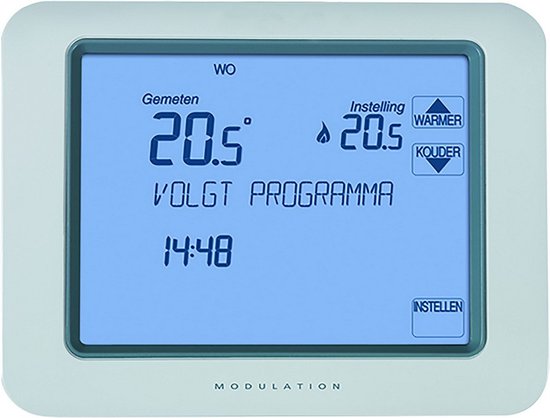 WO
Gemeten
Instelling
20.5°
20.5
WARMER
KOUDER
VOLGT PROGRAMMA
14:48
INSTELLEN
MODULATION